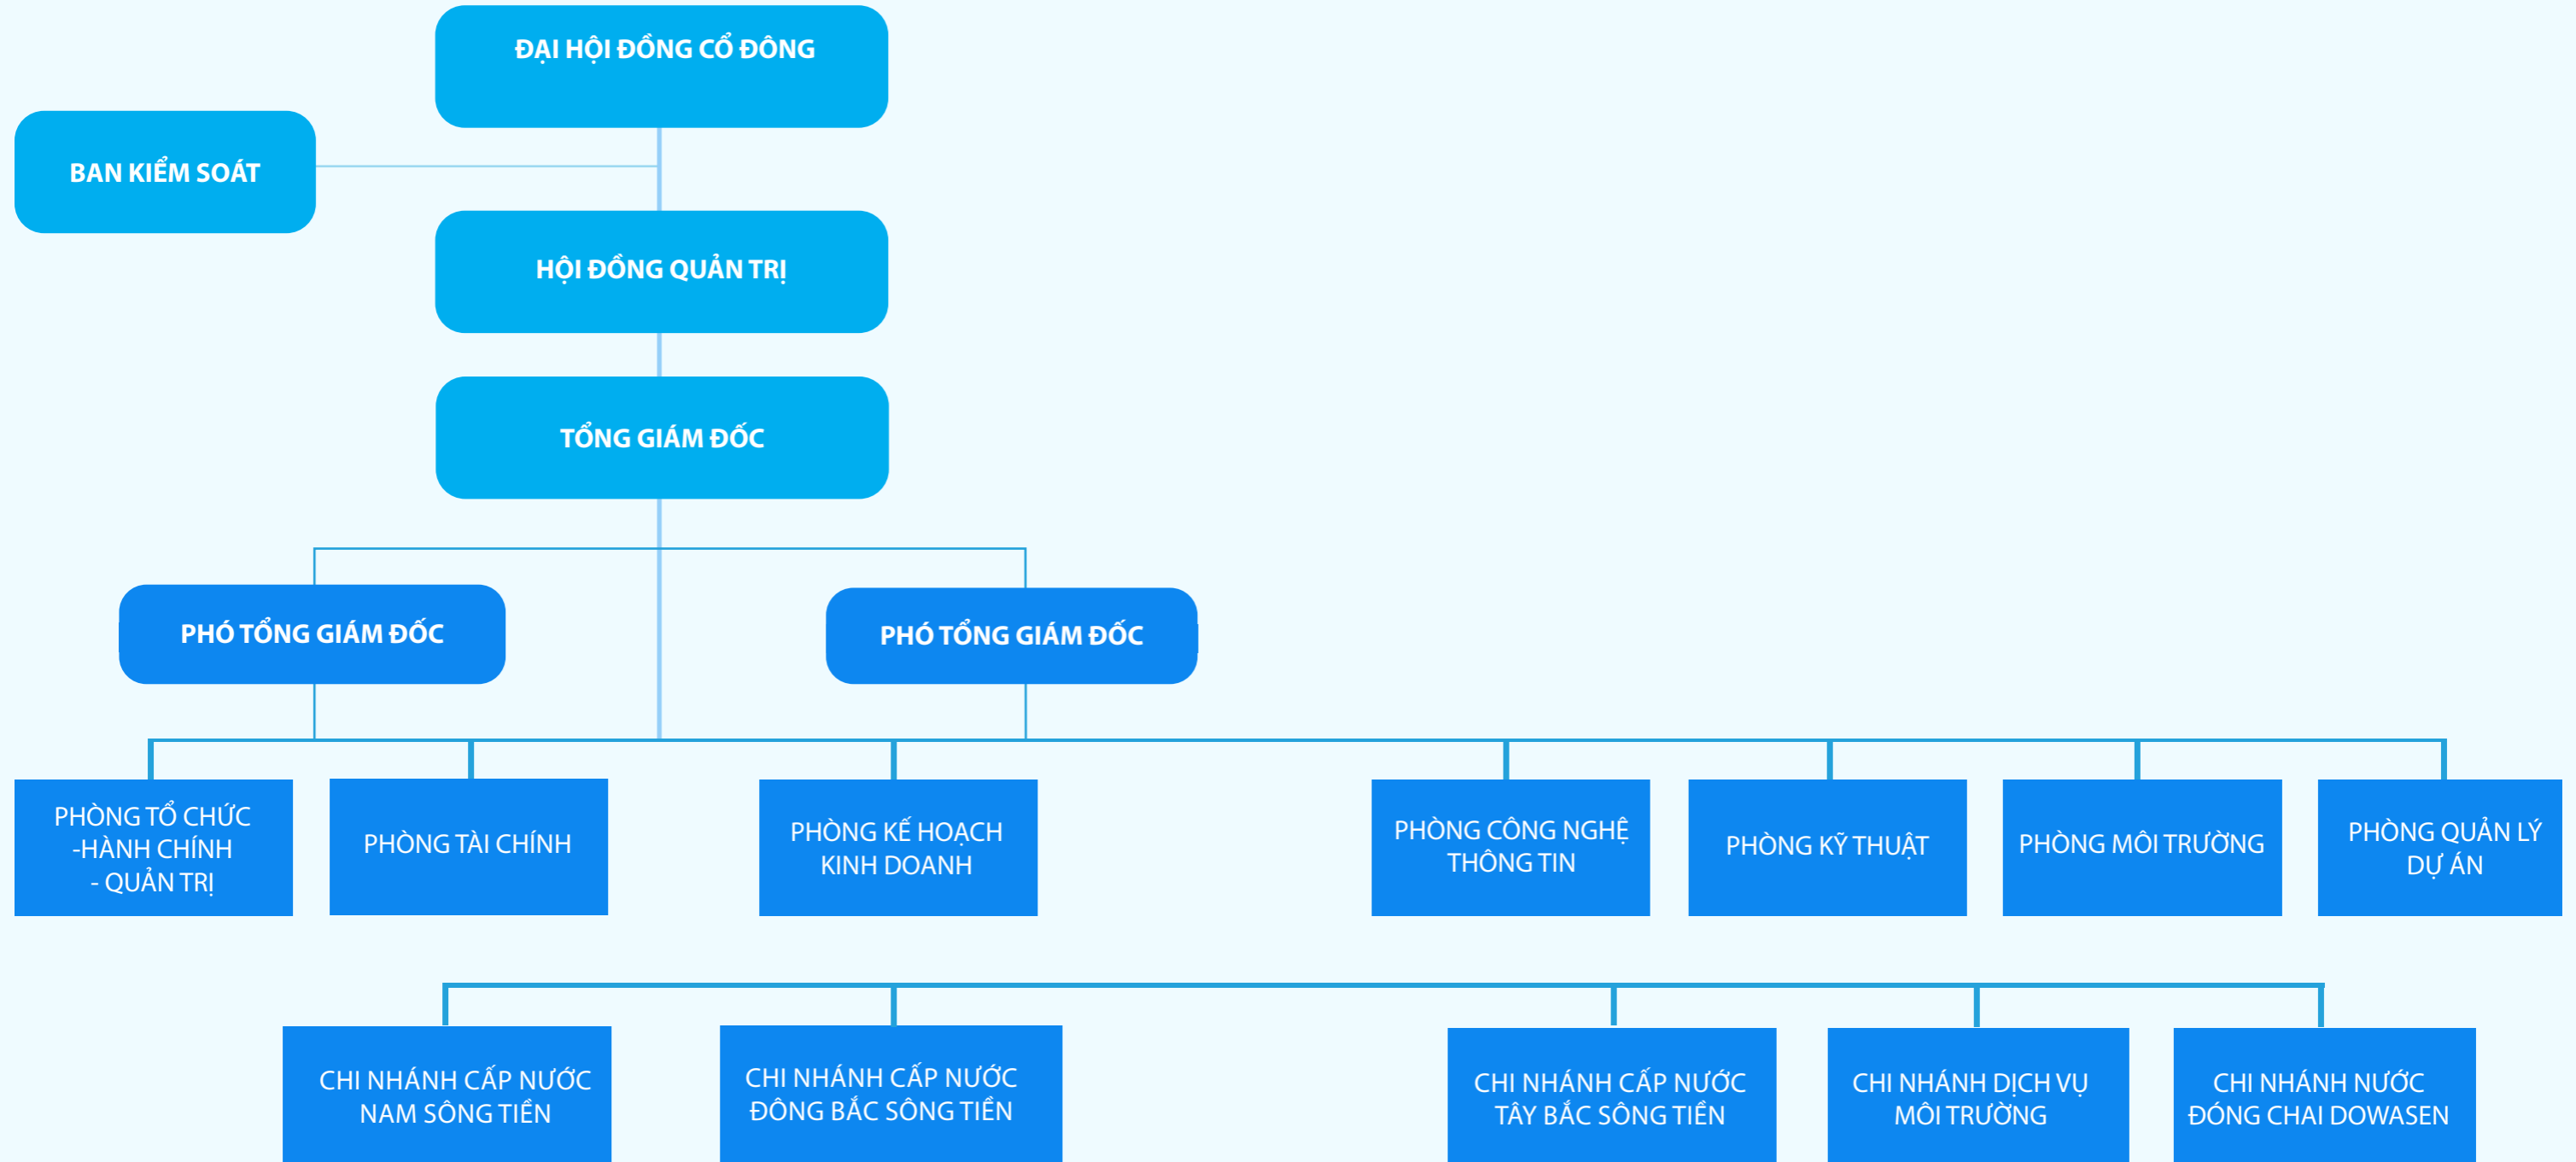 ĐẠI HỘI ĐỒNG CỔ ĐÔNG
BAN KIỂM SOÁT
HỘI ĐỒNG QUẢN TRỊ
TỔNG GIÁM ĐỐC
PHÓ TỔNG GIÁM ĐỐC
PHÓ TỔNG GIÁM ĐỐC
PHÒNG TỔ CHỨC
-HÀNH CHÍNH
- QUẢN TRỊ
PHÒNG TÀI CHÍNH
PHÒNG KẾ HOẠCH
KINH DOANH
PHÒNG CÔNG NGHỆ
THÔNG TIN
PHÒNG KỸ THUẬT
PHÒNG MÔI TRƯỜNG
PHÒNG QUẢN LÝ
DỰ ÁN
CHI NHÁNH CẤP NƯỚC
NAM SÔNG TIỀN
CHI NHÁNH CẤP NƯỚC
ĐÔNG BẮC SÔNG TIỀN
CHI NHÁNH CẤP NƯỚC
TÂY BẮC SÔNG TIỀN
CHI NHÁNH DỊCH VỤ
MÔI TRƯỜNG
CHI NHÁNH NƯỚC
ĐÓNG CHAI DOWASEN